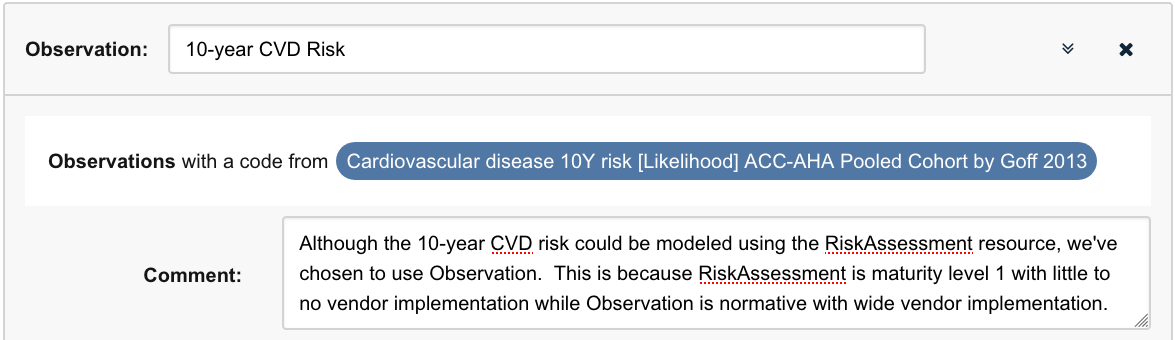 Observation: 10-year CVD Risk
Observations with a code from Cardiovascular disease 10Y risk [Likelihood] ACC-AHA Pooled Cohort by Goff 2013
Comment:
Although the 10-year CVD risk could be modeled using the RiskAssessment resource, we've
chosen to use Observation.  This is because RiskAssessment is maturity level 1 with little to
no vendor implementation while Observation is normative with wide vendor implementation.